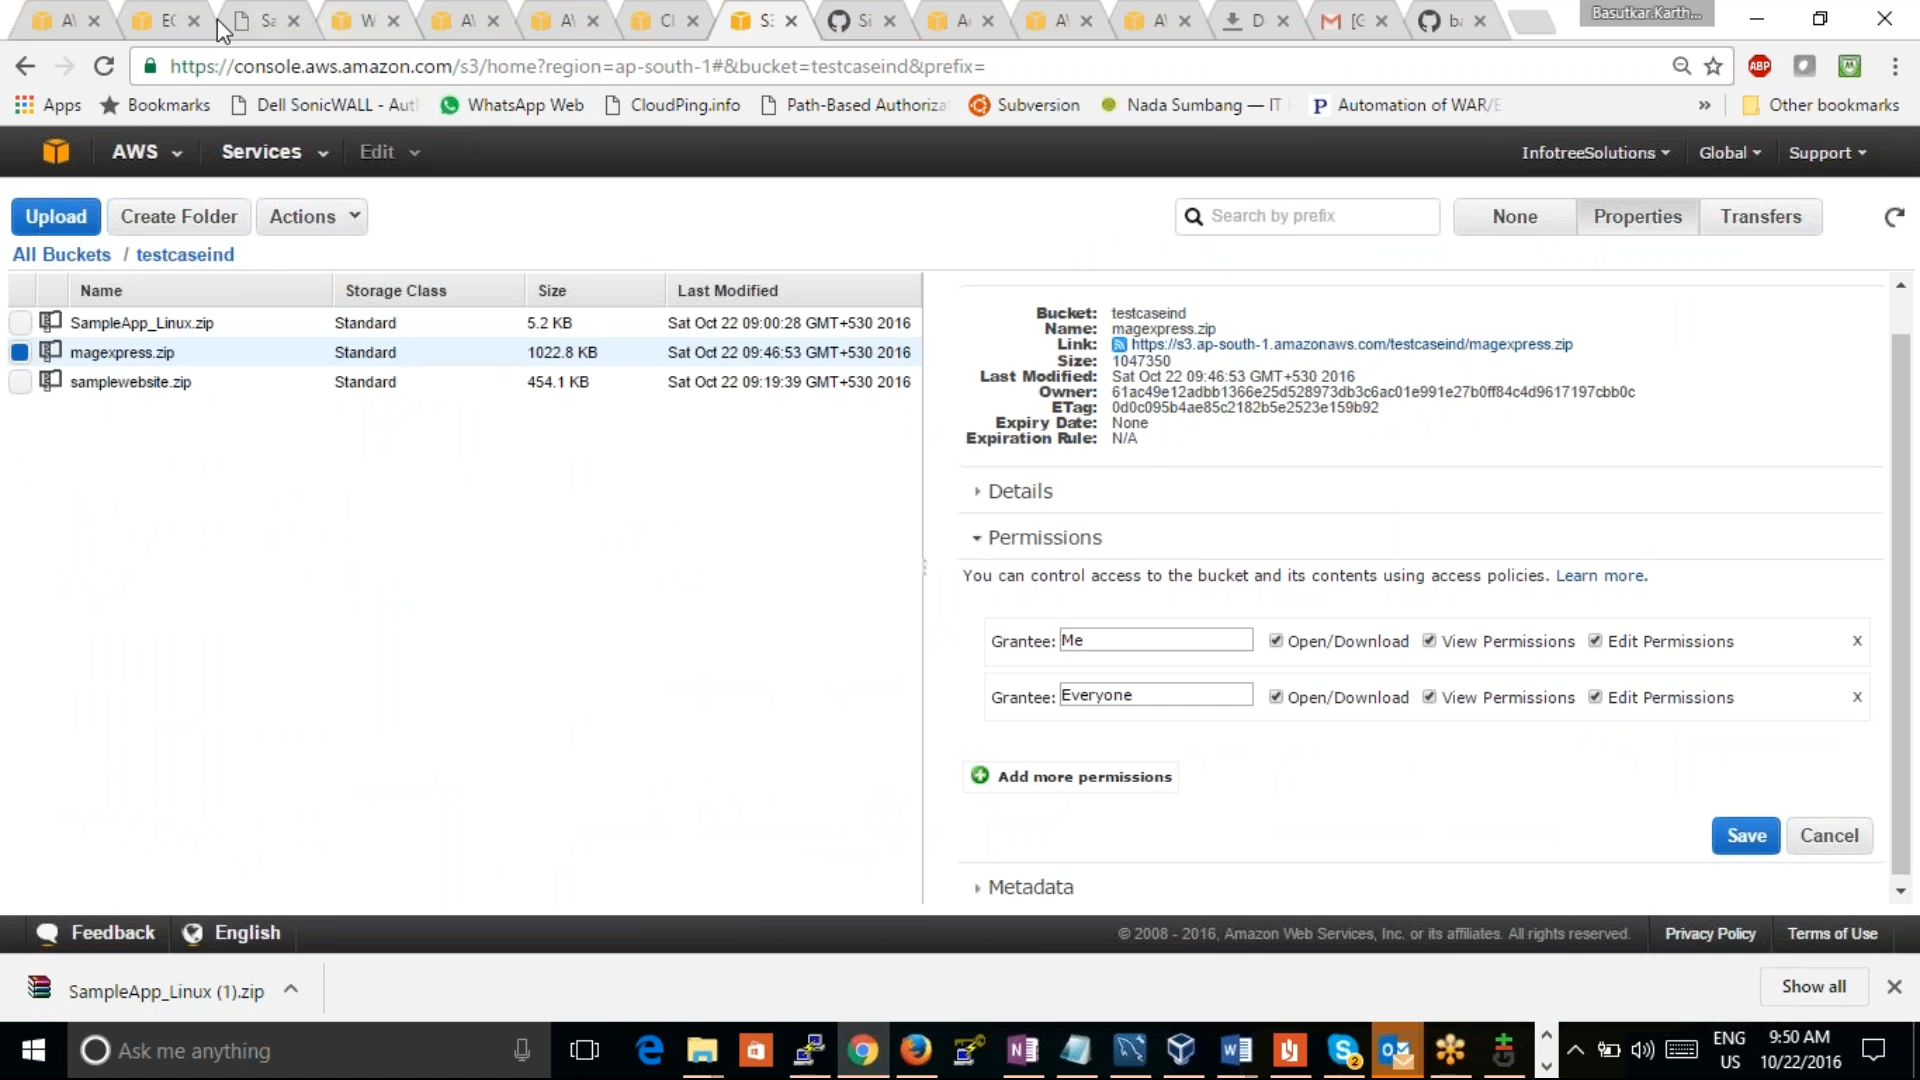 A\
E(
Sa
W
A\
A\
Cl
S3
Si
A\
A\
D
[G
ba
Basutkar.Karth...
https://console.aws.amazon.com/s3/home?region=ap-south-1#&bucket=testcaseind&prefix=
ABP
Apps
Bookmarks
Dell SonicWALL - Aut
WhatsApp Web
CloudPing.info
Path-Based Authoriza
Subversion
Nada Sumbang — IT
Automation of WAR/E
»
Other bookmarks
AWS
Services
Edit
InfotreeSolutions
Global
Support
Upload
Create Folder
Actions
Search by prefix
None
Properties
Transfers
All Buckets / testcaseind
Name Storage Class Size Last Modified
SampleApp_Linux.zip Standard 5.2 KB Sat Oct 22 09:00:28 GMT+530 2016
magexpress.zip Standard 1022.8 KB Sat Oct 22 09:46:53 GMT+530 2016
samplewebsite.zip Standard 454.1 KB Sat Oct 22 09:19:39 GMT+530 2016
Bucket: testcaseind
Name: magexpress.zip
Link: https://s3.ap-south-1.amazonaws.com/testcaseind/magexpress.zip
Size: 1047350
Last Modified: Sat Oct 22 09:46:53 GMT+530 2016
Owner: 61ac49e12adbb1366e25d528973db3c6ac01e991e27b0ff84c4d9617197cbb0c
ETag: 0d0c095b4ae85c2182b5e2523e159b92
Expiry Date: None
Expiration Rule: N/A
Details
Permissions
You can control access to the bucket and its contents using access policies. Learn more.
Grantee: Me Open/Download View Permissions Edit Permissions x
Grantee: Everyone Open/Download View Permissions Edit Permissions x
Add more permissions
Save
Cancel
Metadata
Feedback
English
© 2008 - 2016, Amazon Web Services, Inc. or its affiliates. All rights reserved.
Privacy Policy
Terms of Use
SampleApp_Linux (1).zip
Show all
Ask me anything
2
ENG
US
9:50 AM
10/22/2016